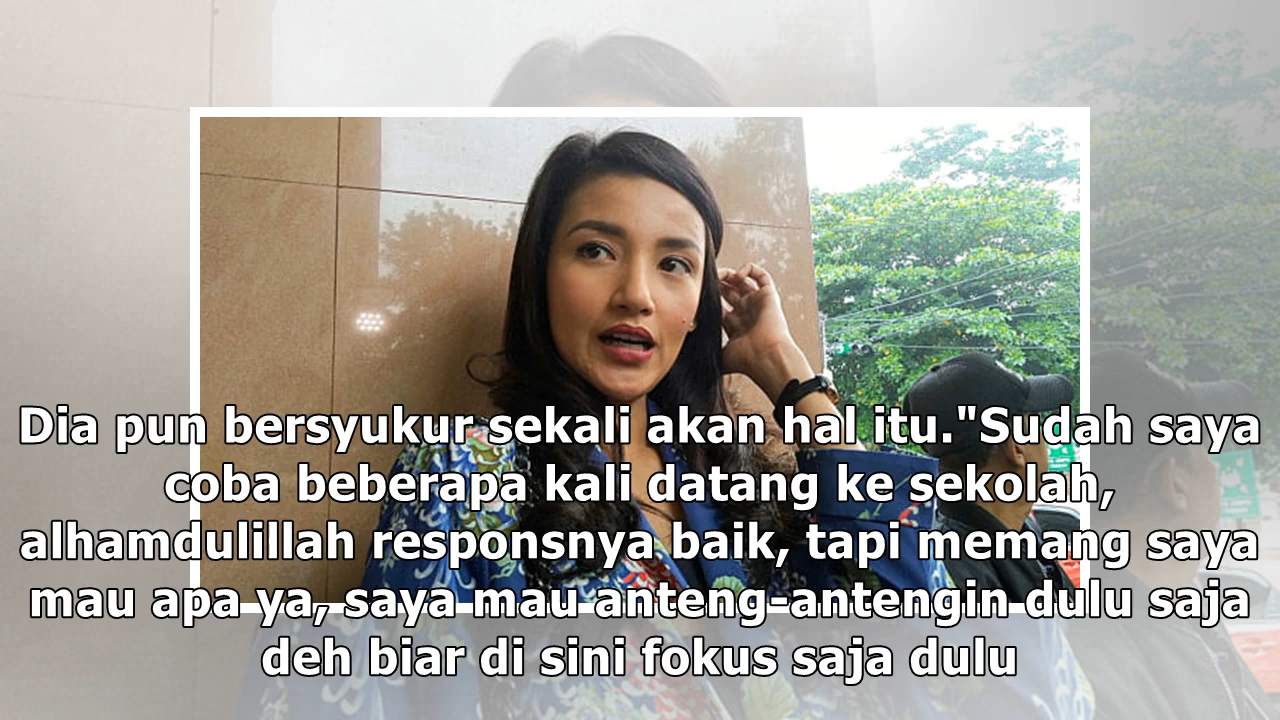 Dia pun bersyukur sekali akan hal itu."Sudah saya
coba beberapa kali datang ke sekolah,
alhamdulillah responsnya baik, tapi memang saya
mau apa ya, saya mau anteng-antengin dulu saja
deh biar di sini fokus saja dulu